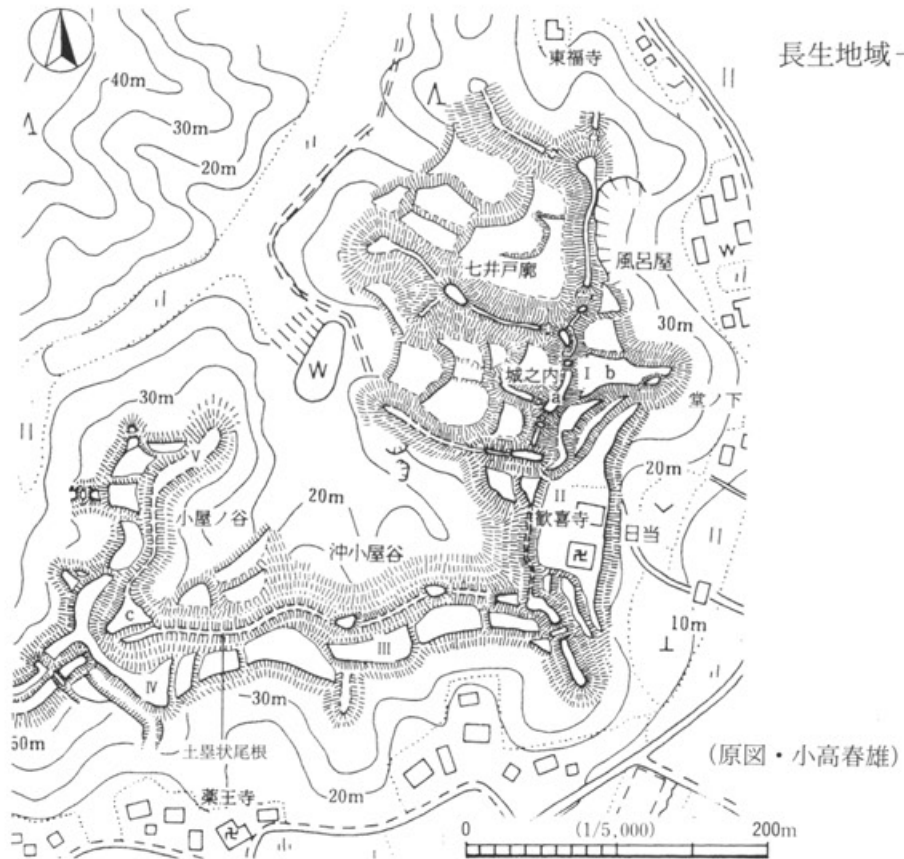 東福寺
長生地域-
40m
30m
20m
七井戸廓
風呂屋
W
30m
W
城之内
I
b
a
堂ノ下
30m
20m
V
小屋ノ谷
20m
沖小屋谷
II
歓喜寺
卍
日当
c
10m
III
IV
30m
50m
土塁状尾根
20m
薬王寺
卍
(原図・小高春雄)
0
(1/5,000)
200m